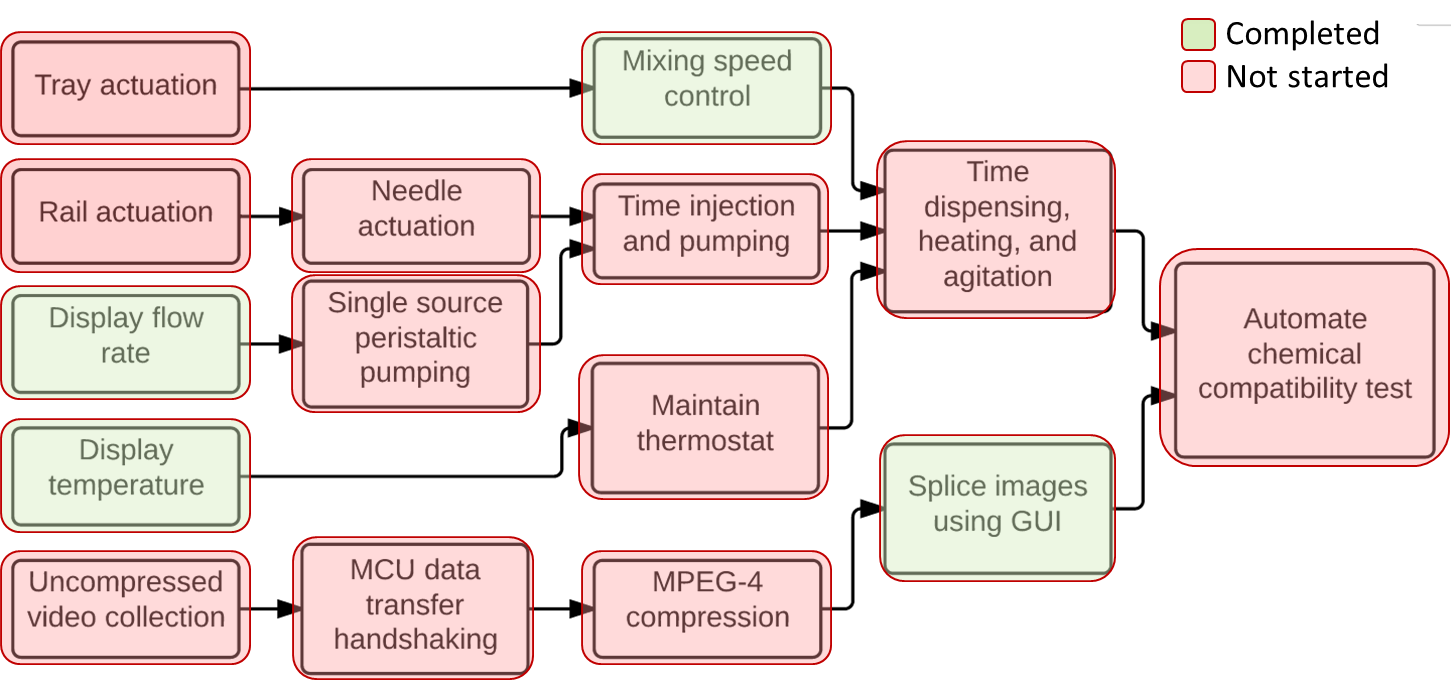 Completed
Not started
Tray actuation
Mixing speed
control
Rail actuation
Needle
actuation
Time injection
and pumping
Time
dispensing,
heating, and
agitation
Display flow
rate
Single source
peristaltic
pumping
Automate
chemical
compatibility test
Display
temperature
Maintain
thermostat
Splice images
using GUI
Uncompressed
video collection
MCU data
transfer
handshaking
MPEG-4
compression